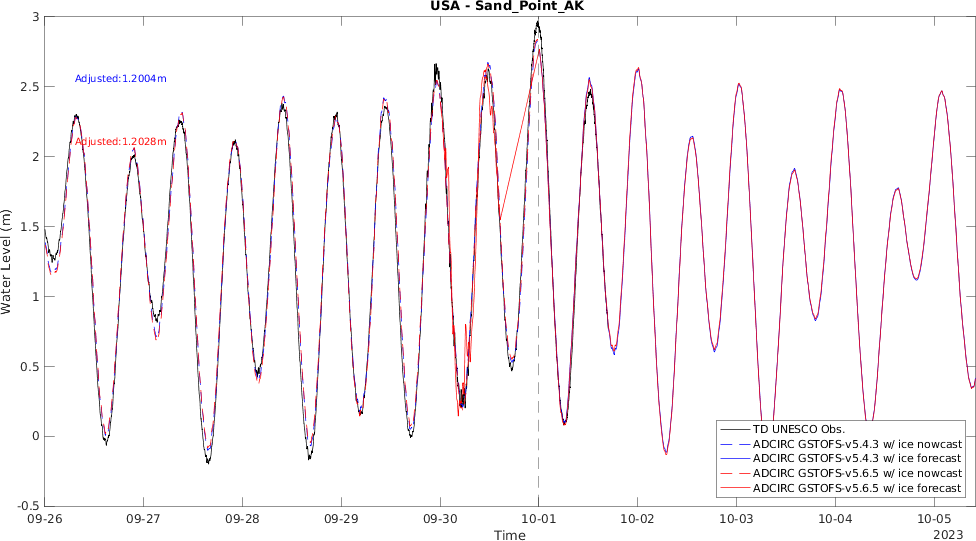 USA - Sand_Point_AK
3
2.5
2
1.5
1
0.5
0
-0.5
Water Level (m)
Adjusted:1.2004m
Adjusted:1.2028m
TD UNESCO Obs.
ADCIRC GSTOFS-v5.4.3 w/ ice nowcast
ADCIRC GSTOFS-v5.4.3 w/ ice forecast
ADCIRC GSTOFS-v5.6.5 w/ ice nowcast
ADCIRC GSTOFS-v5.6.5 w/ ice forecast
09-26 09-27 09-28 09-29 09-30 10-01 10-02 10-03 10-04 10-05
Time
2023